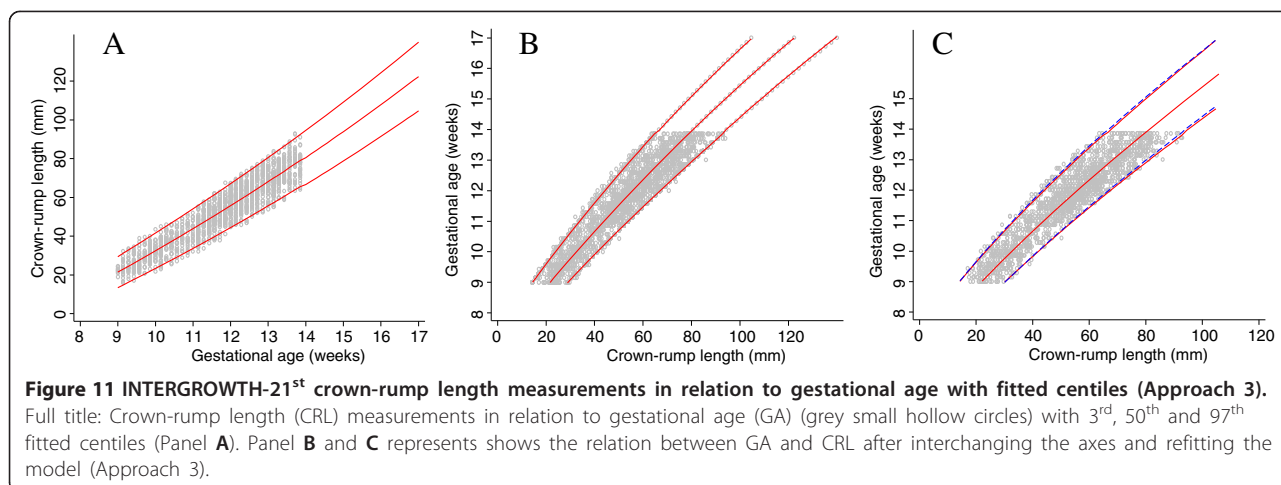 A
B
C
Crown-rump length (mm)
0 20 40 60 80 100 120
9 10 11 12 13 14 15 16 17
Gestational age (weeks)
Gestational age (weeks)
8 9 10 11 12 13 14 15 16 17
0 20 40 60 80 100 120
Crown-rump length (mm)
Gestational age (weeks)
8 9 10 11 12 13 14 15
0 20 40 60 80 100 120
Crown-rump length (mm)
Figure 11 INTERGROWTH-21st crown-rump length measurements in relation to gestational age with fitted centiles (Approach 3).
Full title: Crown-rump length (CRL) measurements in relation to gestational age (GA) (grey small hollow circles) with 3rd, 50th and 97th
fitted centiles (Panel A). Panel B and C represents shows the relation between GA and CRL after interchanging the axes and refitting the
model (Approach 3).